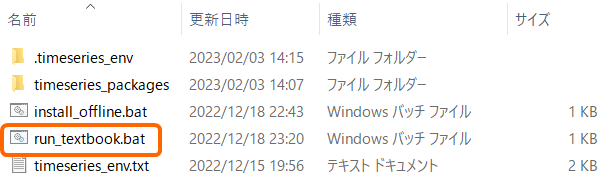 名前 更新日時 種類 サイズ
.timeseries_env 2023/02/03 14:15 ファイル フォルダー
timeseries_packages 2023/02/03 14:07 ファイル フォルダー
install_offline.bat 2022/12/18 22:43 Windows バッチ ファイル 1 KB
run_textbook.bat 2022/12/18 23:20 Windows バッチ ファイル 1 KB
timeseries_env.txt 2022/12/15 19:56 テキスト ドキュメント 2 KB